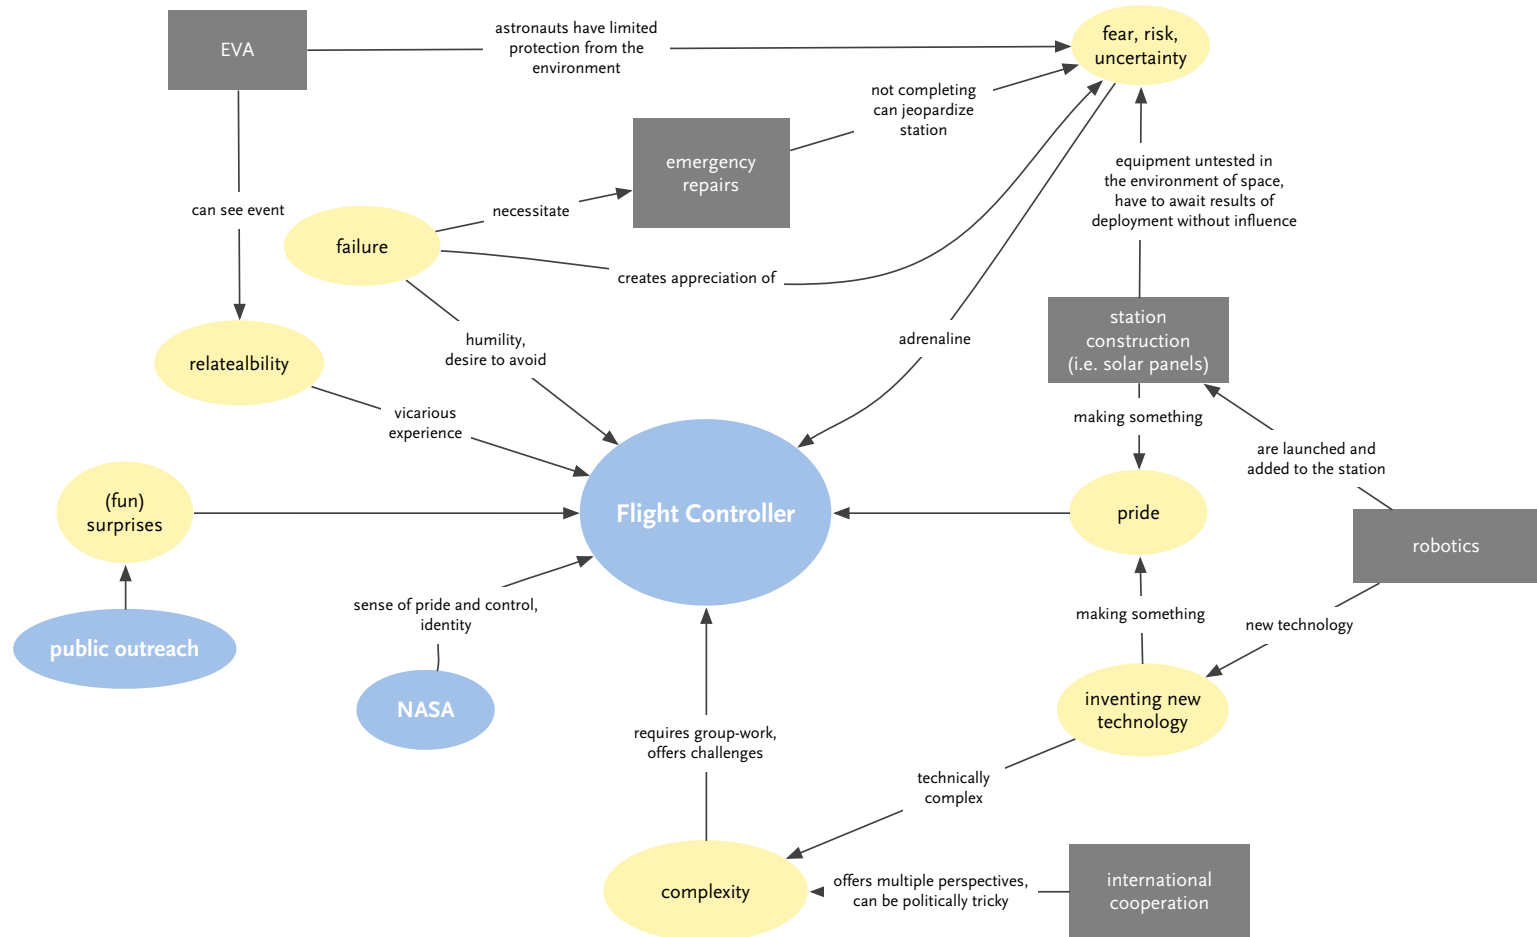 EVA
astronauts have limited
protection from the
environment
fear, risk,
uncertainty
not completing
can jeopardize
station
emergency
repairs
equipment untested in
the environment of space,
have to await results of
deployment without influence
can see event
necessitate
failure
creates appreciation of
station
construction
(i.e. solar panels)
humility,
desire to avoid
adrenaline
relatealbility
vicarious
experience
making something
are launched and
added to the station
(fun)
surprises
Flight Controller
pride
robotics
sense of pride and control,
identity
making something
new technology
public outreach
NASA
inventing new
technology
requires group-work,
offers challenges
technically
complex
complexity
offers multiple perspectives,
can be politically tricky
international
cooperation